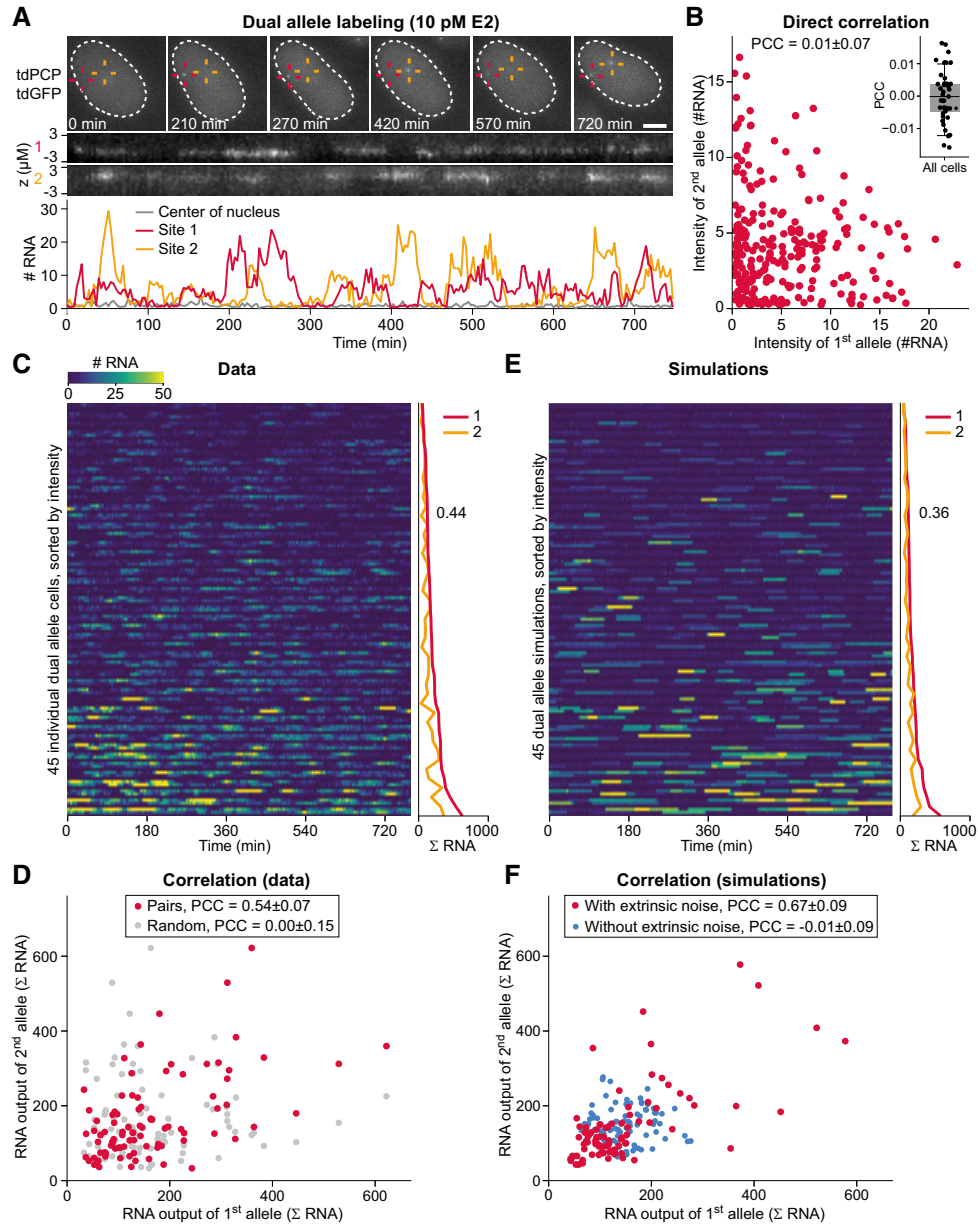 A
Dual allele labeling (10 pM E2)
tdPCP
tdGFP
0 min
210 min
270 min
420 min
570 min
720 min
z (µM)
1
3
-3
2
3
-3
# RNA
30
20
10
0
Center of nucleus
Site 1
Site 2
0
100
200
300
400
500
600
700
Time (min)
B
Direct correlation
PCC = 0.01±0.07
Intensity of 2nd allele (#RNA)
15
10
5
0
0
5
10
15
20
Intensity of 1st allele (#RNA)
PCC
0.01
0.00
−0.01
All cells
C
Data
# RNA
0
25
50
45 individual dual allele cells, sorted by intensity
0
180
360
540
720
Time (min)
1
2
0.44
0
1000
Σ RNA
E
Simulations
45 dual allele simulations, sorted by intensity
0
180
360
540
720
Time (min)
1
2
0.36
0
1000
Σ RNA
D
Correlation (data)
Pairs, PCC = 0.54±0.07
Random, PCC = 0.00±0.15
RNA output of 2nd allele (Σ RNA)
600
400
200
0
0
200
400
600
RNA output of 1st allele (Σ RNA)
F
Correlation (simulations)
With extrinsic noise, PCC = 0.67±0.09
Without extrinsic noise, PCC = -0.01±0.09
RNA output of 2nd allele (Σ RNA)
600
400
200
0
0
200
400
600
RNA output of 1st allele (Σ RNA)